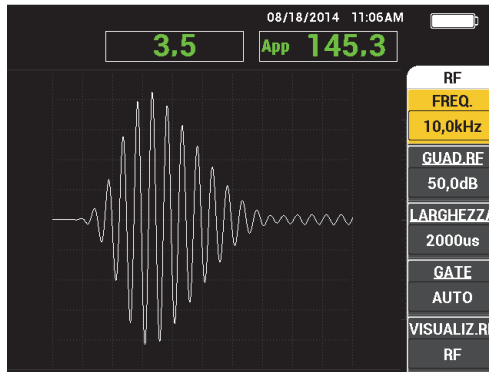 08/18/2014 11:06AM
3.5
App 145.3
RF
FREQ.
10,0kHz
GUAD.RF
50,0dB
LARGHEZZA
2000us
GATE
AUTO
VISUALIZ.R
RF